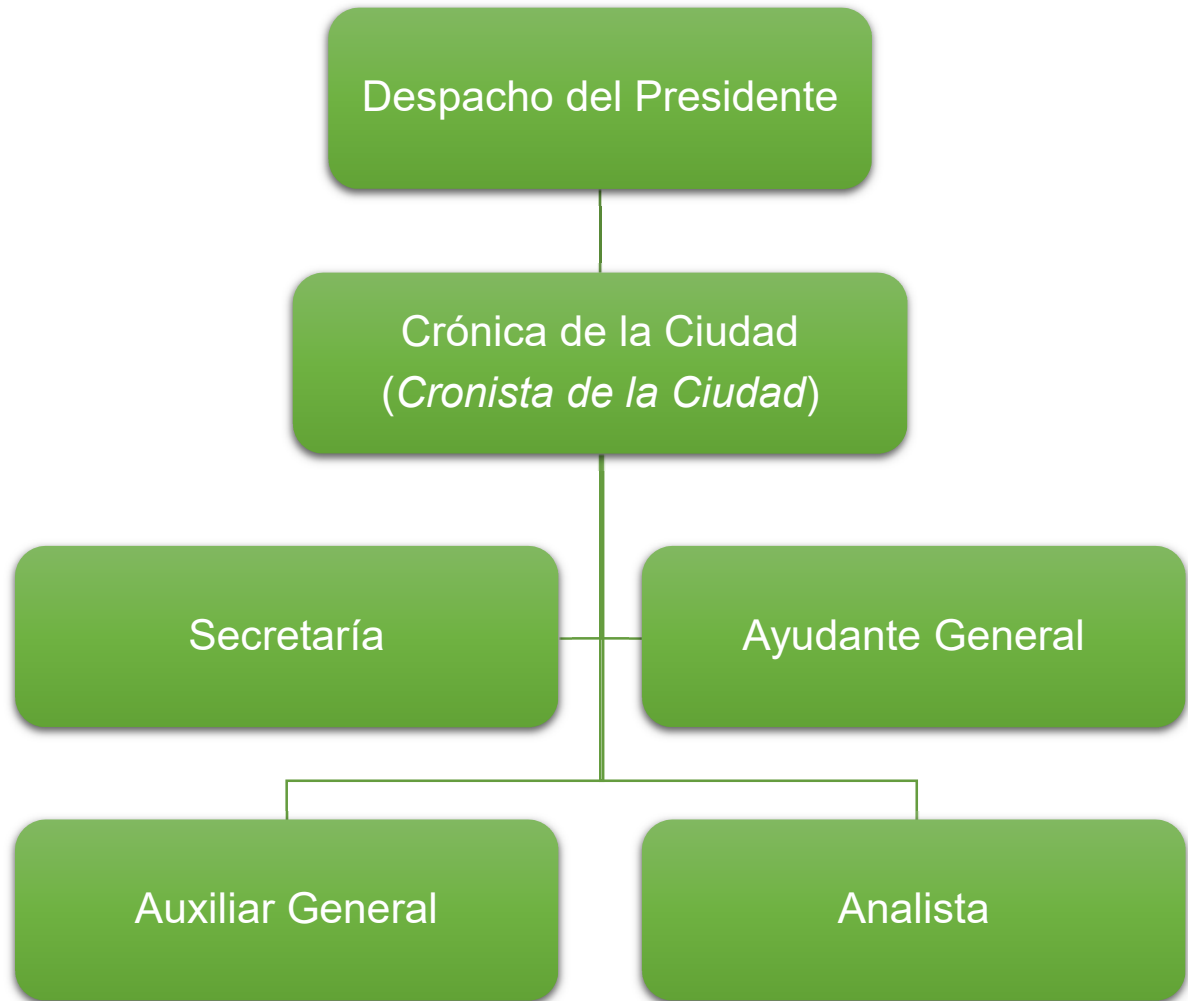 Despacho del Presidente
Crónica de la Ciudad
(Cronista de la Ciudad)
Secretaría
Ayudante General
Auxiliar General
Analista